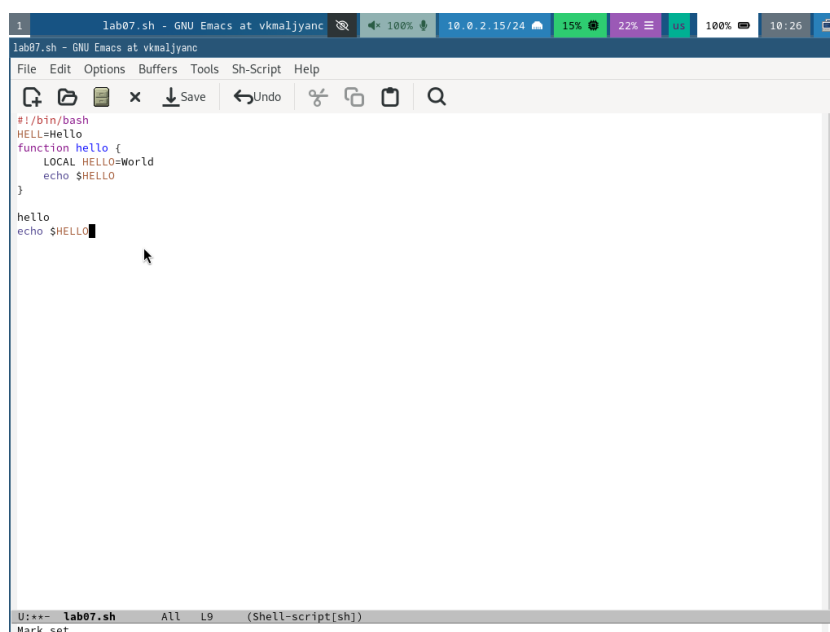 1 lab07.sh - GNU Emacs at vkmaljyanc 100% 10.0.2.15/24 15% 22% us 100% 10:26
lab07.sh - GNU Emacs at vkmaljyanc
File Edit Options Buffers Tools Sh-Script Help
Save Undo
#!/bin/bash
HELL=Hello
function hello {
    LOCAL HELLO=World
    echo $HELLO
}
hello
echo $HELLO
U:**- lab07.sh All L9 (Shell-script[sh])
Mark set